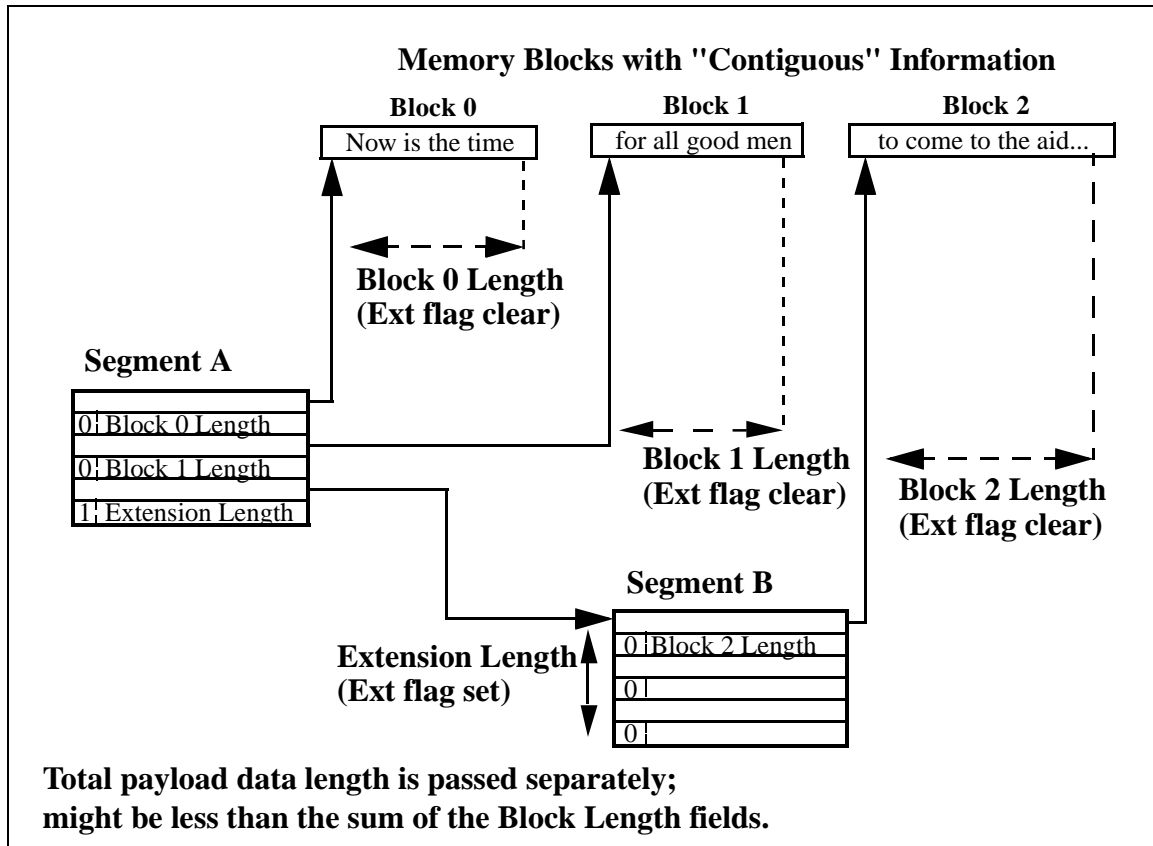 Memory Blocks with "Contiguous" Information
Block 0
Block 1
Block 2
Now is the time
for all good men
to come to the aid...
Block 0 Length
(Ext flag clear)
Segment A
0 Block 0 Length
0 Block 1 Length
1 Extension Length
Block 1 Length
(Ext flag clear)
Block 2 Length
(Ext flag clear)
Segment B
0 Block 2 Length
0
0
Extension Length
(Ext flag set)
Total payload data length is passed separately;
might be less than the sum of the Block Length fields.